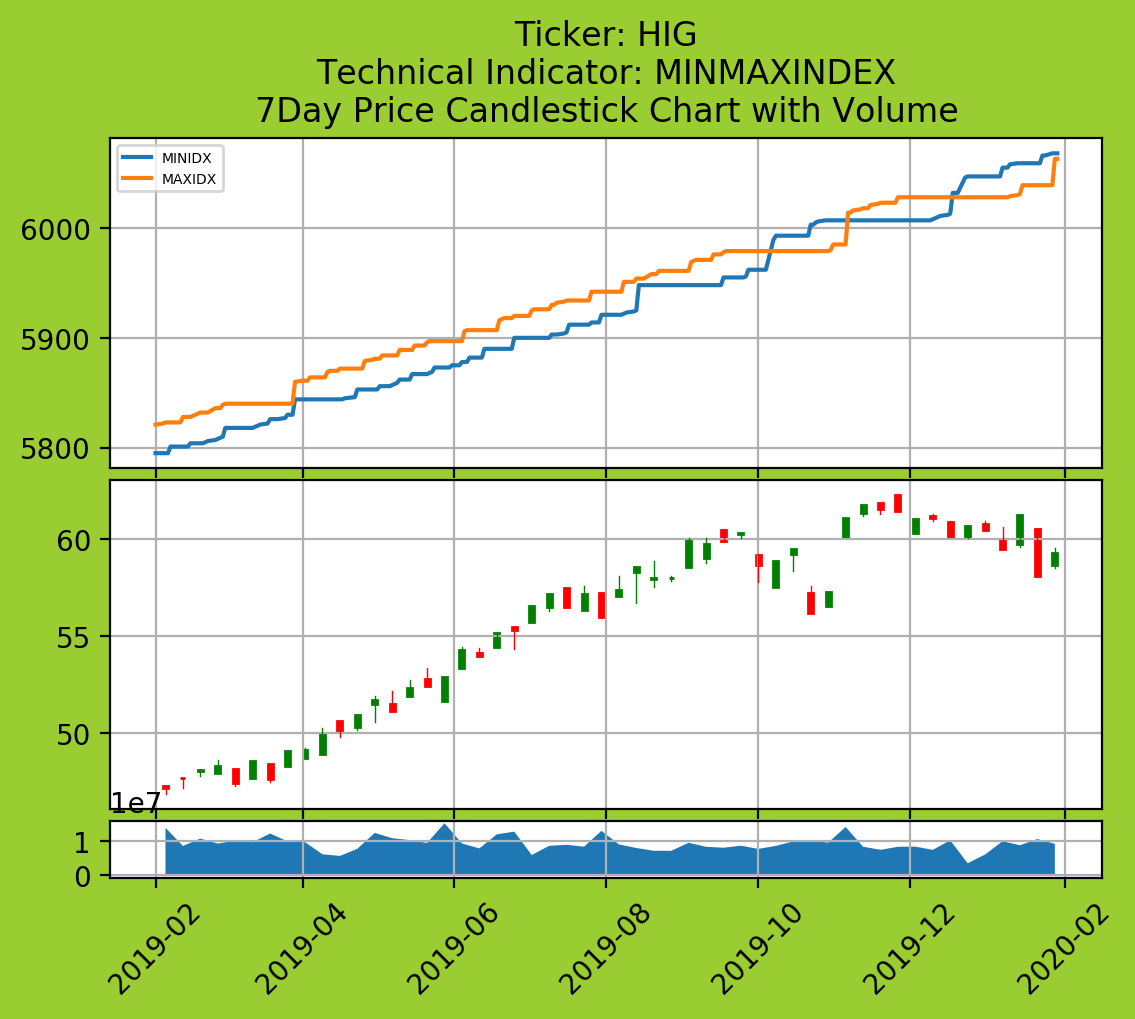 Ticker: HIG
Technical Indicator: MINMAXINDEX
7Day Price Candlestick Chart with Volume
MINIDX
MAXIDX
6000
5900
5800
60
55
50
1e7
1
0
2019-02
2019-04
2019-06
2019-08
2019-10
2019-12
2020-02